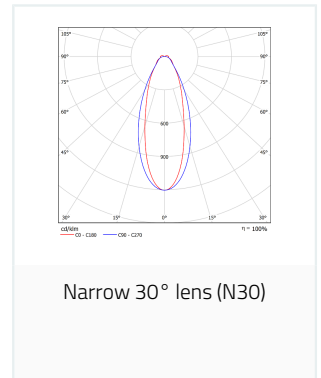 105° 105°
90° 90°
75° 75°
60° 60°
600
45° 45°
900
30° 15° 0° 15° 30°
cd/klm η = 100%
C0 - C180 C90 - C270
Narrow 30° lens (N30)